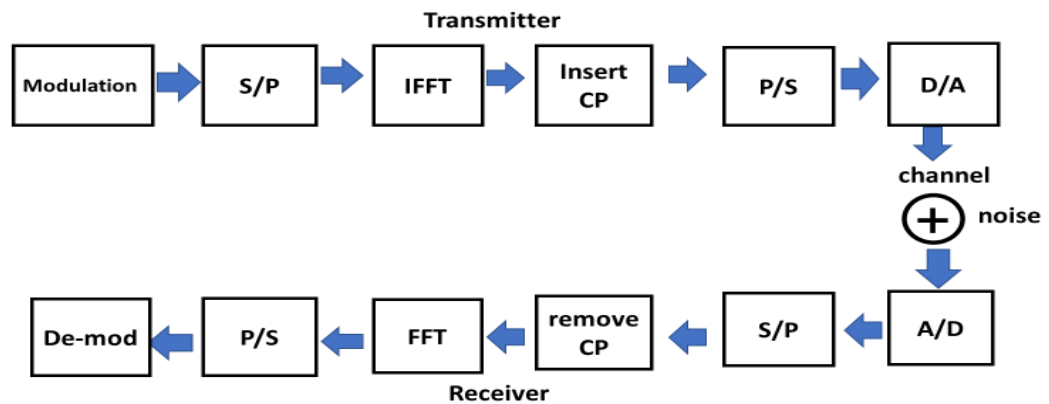 Transmitter
Modulation
S/P
IFFT
Insert
CP
P/S
D/A
channel
+
noise
De-mod
P/S
FFT
remove
CP
S/P
A/D
Receiver